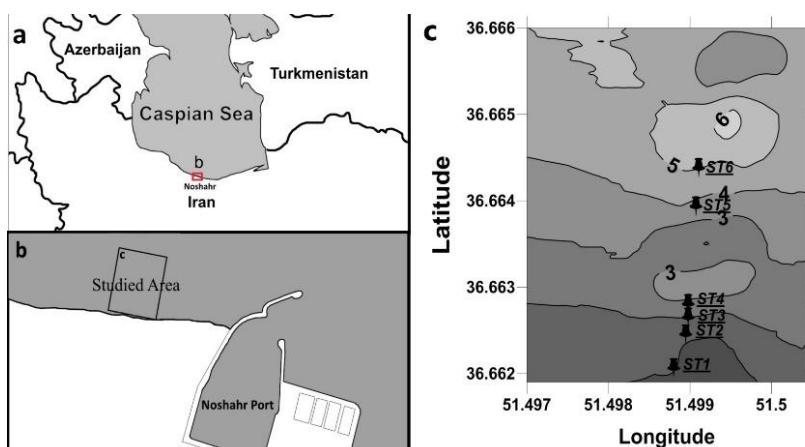 a
Azerbaijan
Turkmenistan
Caspian Sea
b
Noshahr
Iran
b
c
Studied Area
Noshahr Port
c
36.666
36.665
36.664
36.663
36.662
Latitude
6
5
ST6
4
ST5
3
3
ST4
ST3
ST2
ST1
51.497
51.498
51.499
51.5
Longitude